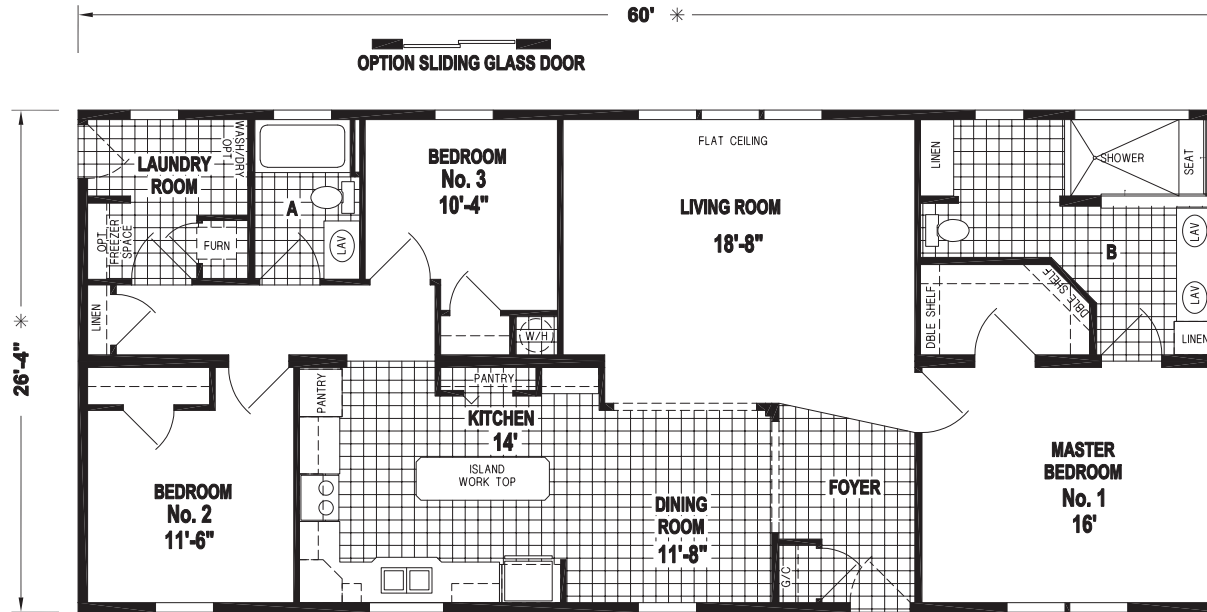 60' ✳
OPTION SLIDING GLASS DOOR
26'-4" ✳
LAUNDRY
ROOM
WASH/DRY
OPT
OPT
FREEZER
SPACE
FURN
LINEN
A
LAV
BEDROOM
No. 3
10'-4"
W/H
FLAT CEILING
LIVING ROOM
18'-8"
LINEN
SHOWER
SEAT
LAV
B
LAV
LINEN
DBLE SHELF
DBLE SHELF
BEDROOM
No. 2
11'-6"
PANTRY
PANTRY
KITCHEN
14'
ISLAND
WORK TOP
DINING
ROOM
11'-8"
FOYER
G/C
MASTER
BEDROOM
No. 1
16'